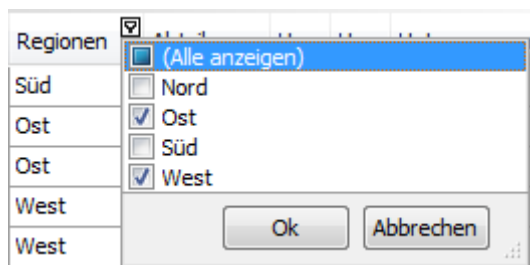 Regionen
(Alle anzeigen)
Süd
Nord
Ost
Ost
Süd
Ost
West
West
Ok Abbrechen
West